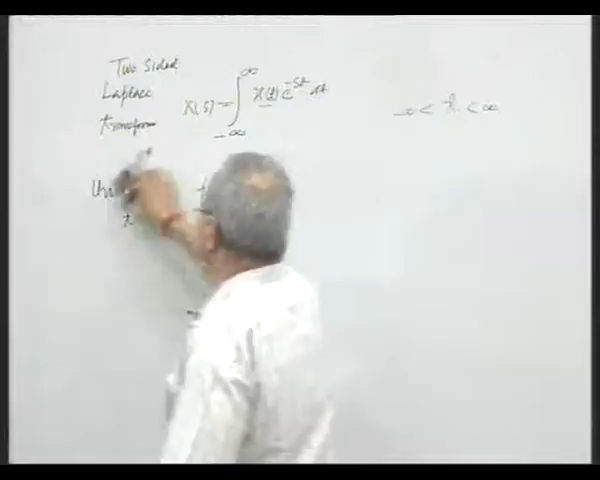 Two sided
Laplace
transform
X(s) = ∫_{-∞}^{∞} x(t) e^{-st} dt
-∞ < t < ∞